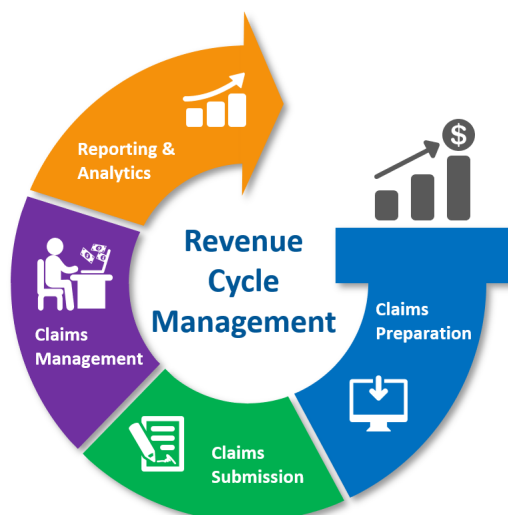 Reporting &
Analytics
$
Revenue
Cycle
Management
Claims
Preparation
Claims
Management
Claims
Submission